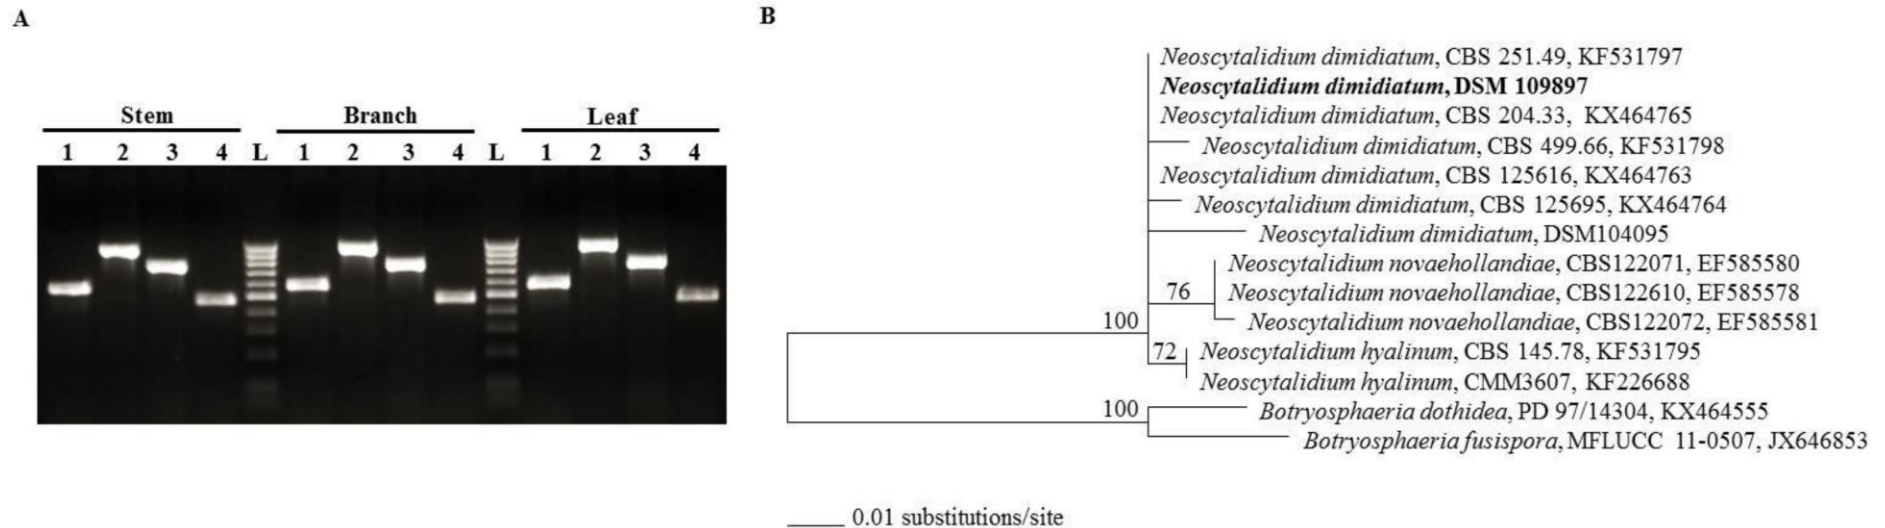 A
Stem Branch Leaf
1 2 3 4 L 1 2 3 4 L 1 2 3 4
B
Neoscytalidium dimidiatum, CBS 251.49, KF531797
Neoscytalidium dimidiatum, DSM 109897
Neoscytalidium dimidiatum, CBS 204.33, KX464765
Neoscytalidium dimidiatum, CBS 499.66, KF531798
Neoscytalidium dimidiatum, CBS 125616, KX464763
Neoscytalidium dimidiatum, CBS 125695, KX464764
Neoscytalidium dimidiatum, DSM104095
Neoscytalidium novaehollandiae, CBS122071, EF585580
76 Neoscytalidium novaehollandiae, CBS122610, EF585578
100 Neoscytalidium novaehollandiae, CBS122072, EF585581
72 Neoscytalidium hyalinum, CBS 145.78, KF531795
Neoscytalidium hyalinum, CMM3607, KF226688
100 Botryosphaeria dothidea, PD 97/14304, KX464555
Botryosphaeria fusispora, MFLUCC 11-0507, JX646853
0.01 substitutions/site